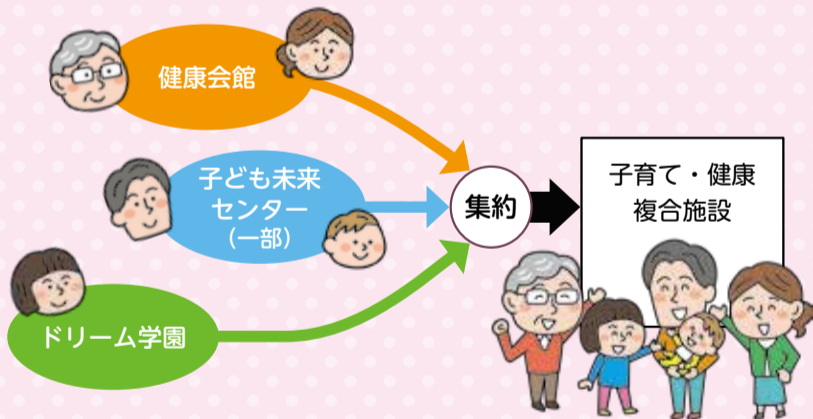 健康会館
子ども未来
センター
（一部）
ドリーム学園
集約
子育て・健康
複合施設